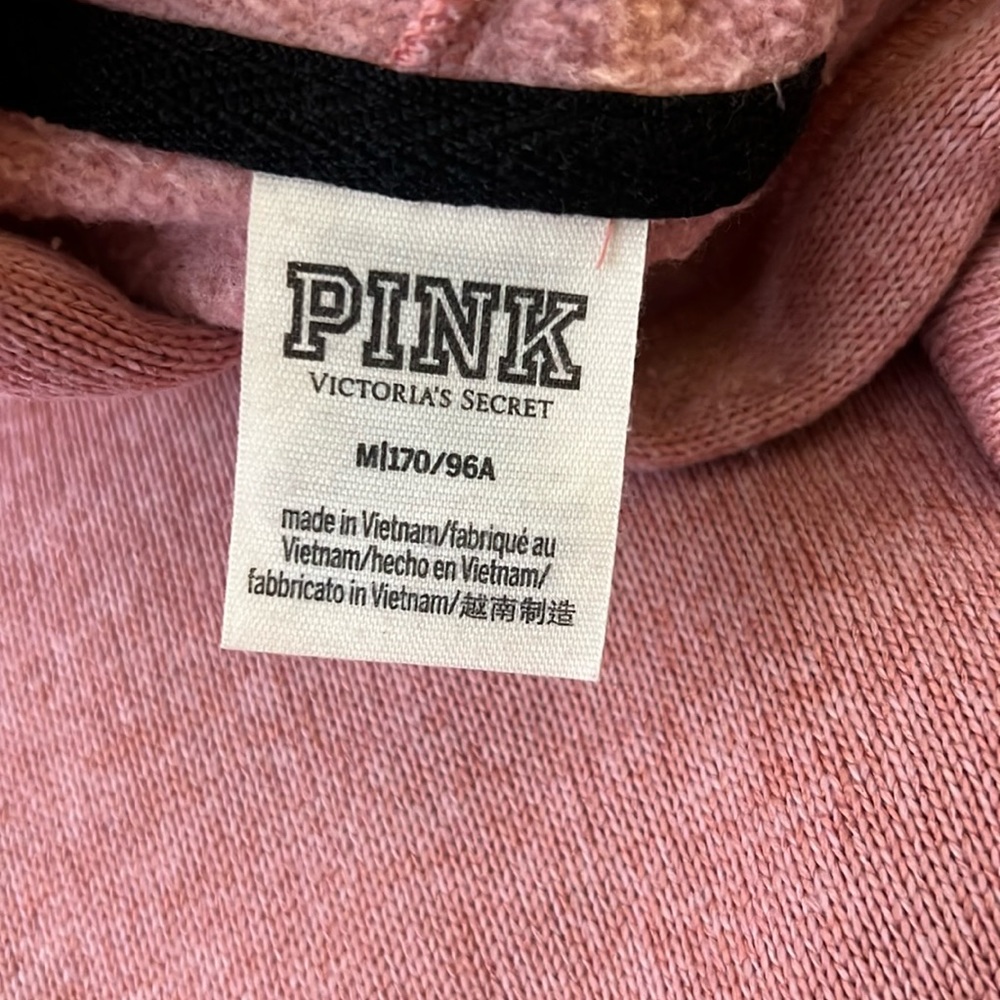 PINK
VICTORIA'S SECRET
M|170/96A
made in Vietnam/fabriqué au
Vietnam/hecho en Vietnam/
fabbricato in Vietnam/越南制造